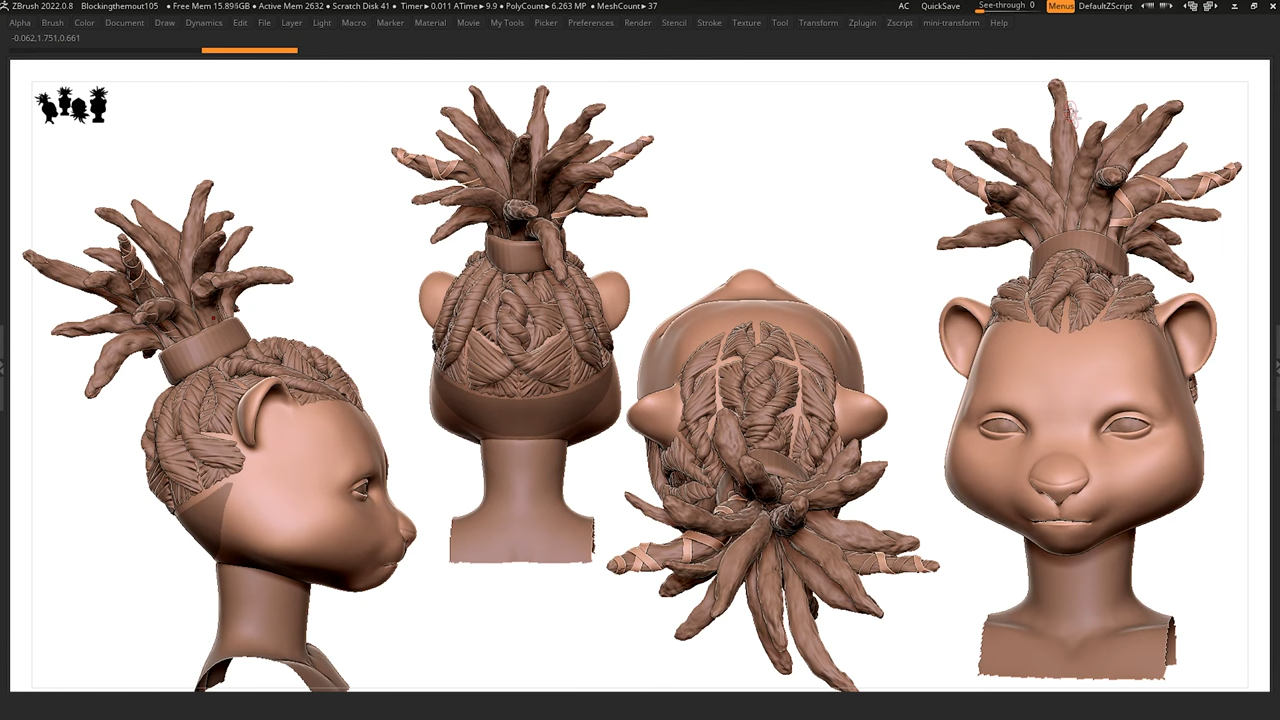 ZBrush 2022.0.8 Blockingthemout105 • Free Mem 15.896GB • Active Mem 2632 • Scratch Disk 41 • Timer►0.011 ATime►9.9 • PolyCount►6.263 MP • MeshCount►37 AC QuickSave See-through 0 Menus DefaultZScript
Alpha Brush Color Document Draw Dynamics Edit File Layer Light Macro Marker Material Movie My Tools Picker Preferences Render Stencil Stroke Texture Tool Transform Zplugin Zscript mini-transform Help
-0.062,1.751,0.661